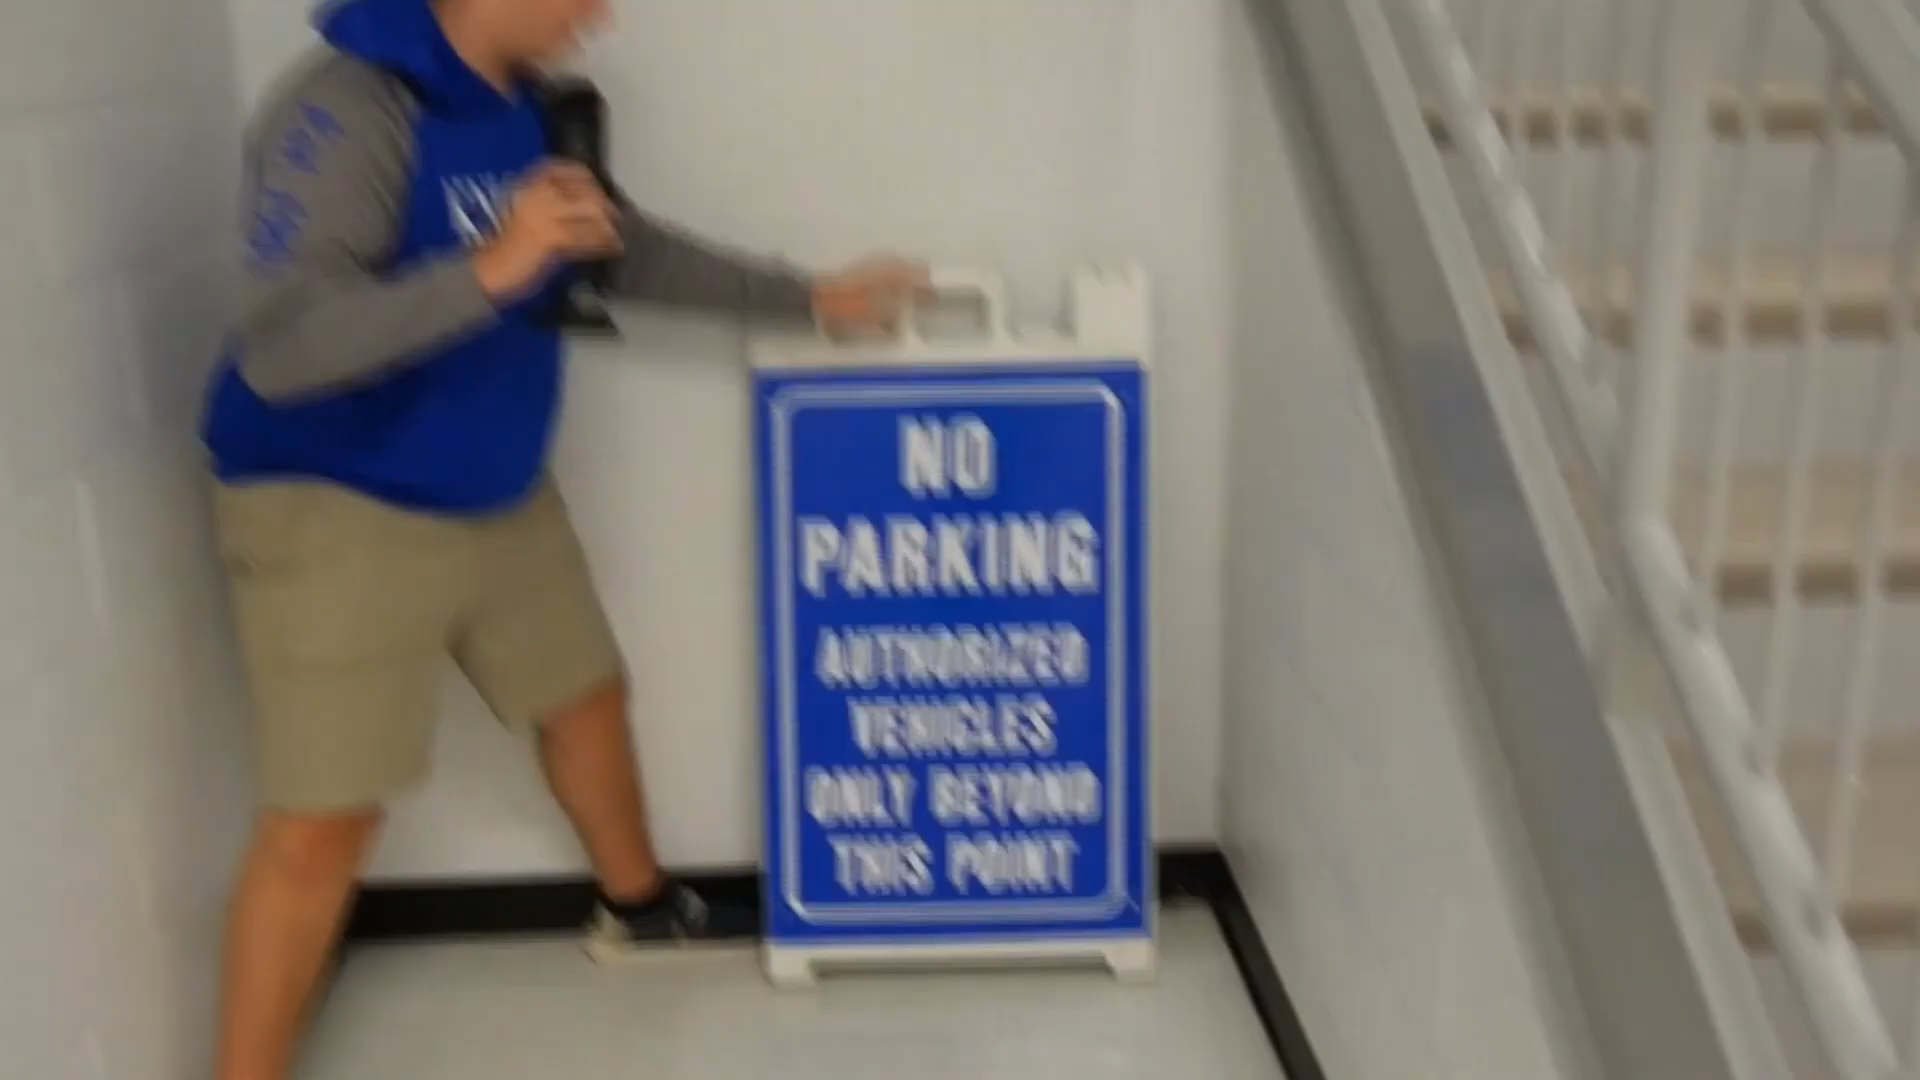 NO
PARKING
AUTHORIZED
VEHICLES
ONLY BEYOND
THIS POINT